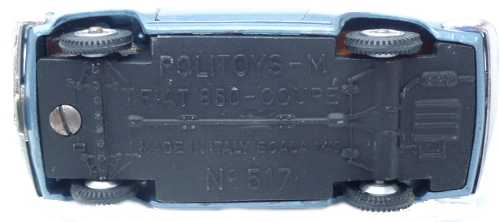 POLITOYS-M
FIAT 850-COUPE
MADE IN ITALY SCALA 1/43
Nº 517